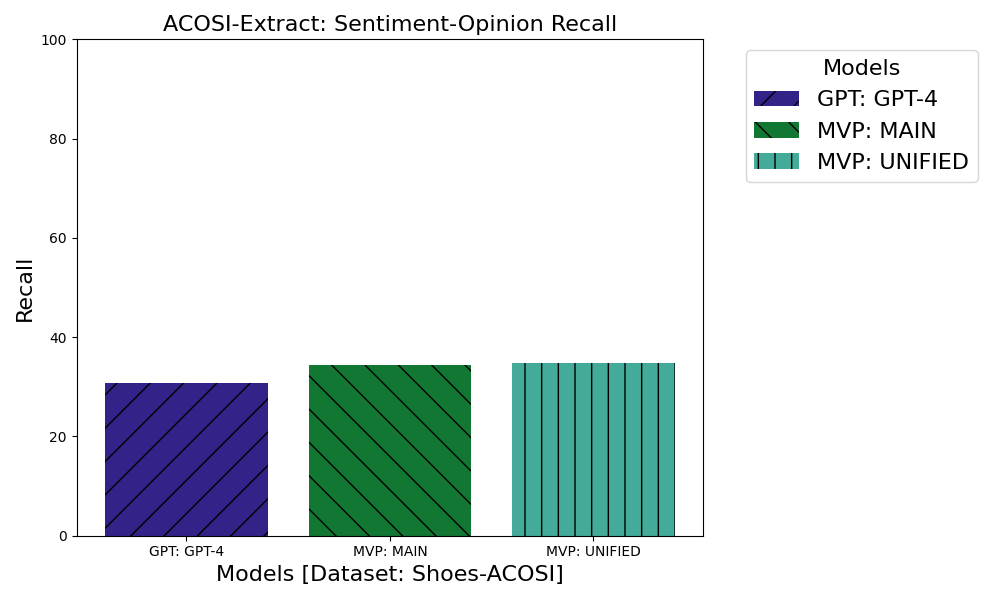 ACOSI-Extract: Sentiment-Opinion Recall
100
80
60
40
20
0
Recall
GPT: GPT-4
MVP: MAIN
MVP: UNIFIED
Models [Dataset: Shoes-ACOSI]
Models
GPT: GPT-4
MVP: MAIN
MVP: UNIFIED